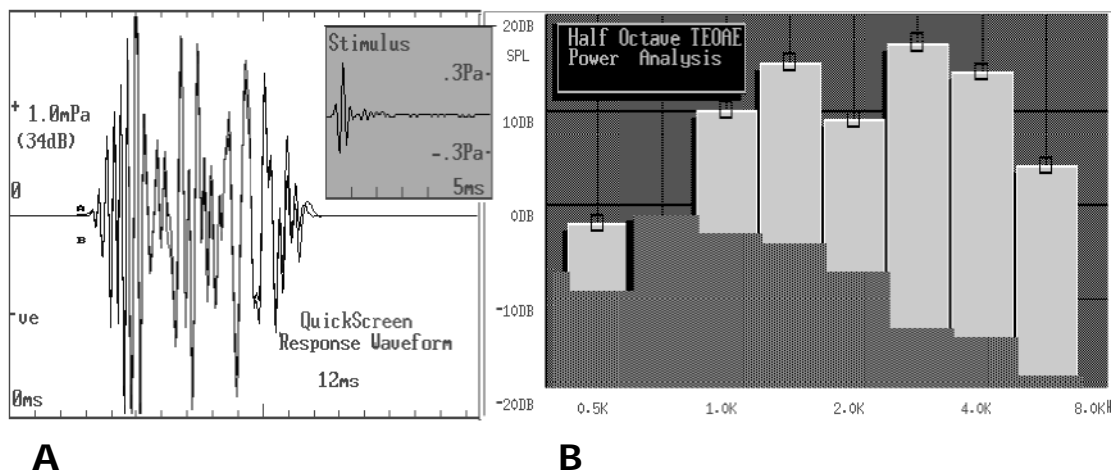 Stimulus
.3Pa-
-.3Pa-
5ms
+ 1.0mPa
(34dB)
0
A
B
-ve
0ms
QuickScreen
Response Waveform
12ms
A
20DB
SPL
10DB
0DB
-10DB
-20DB
Half Octave TEOAE
Power Analysis
0.5K
1.0K
2.0K
4.0K
8.0KH
B